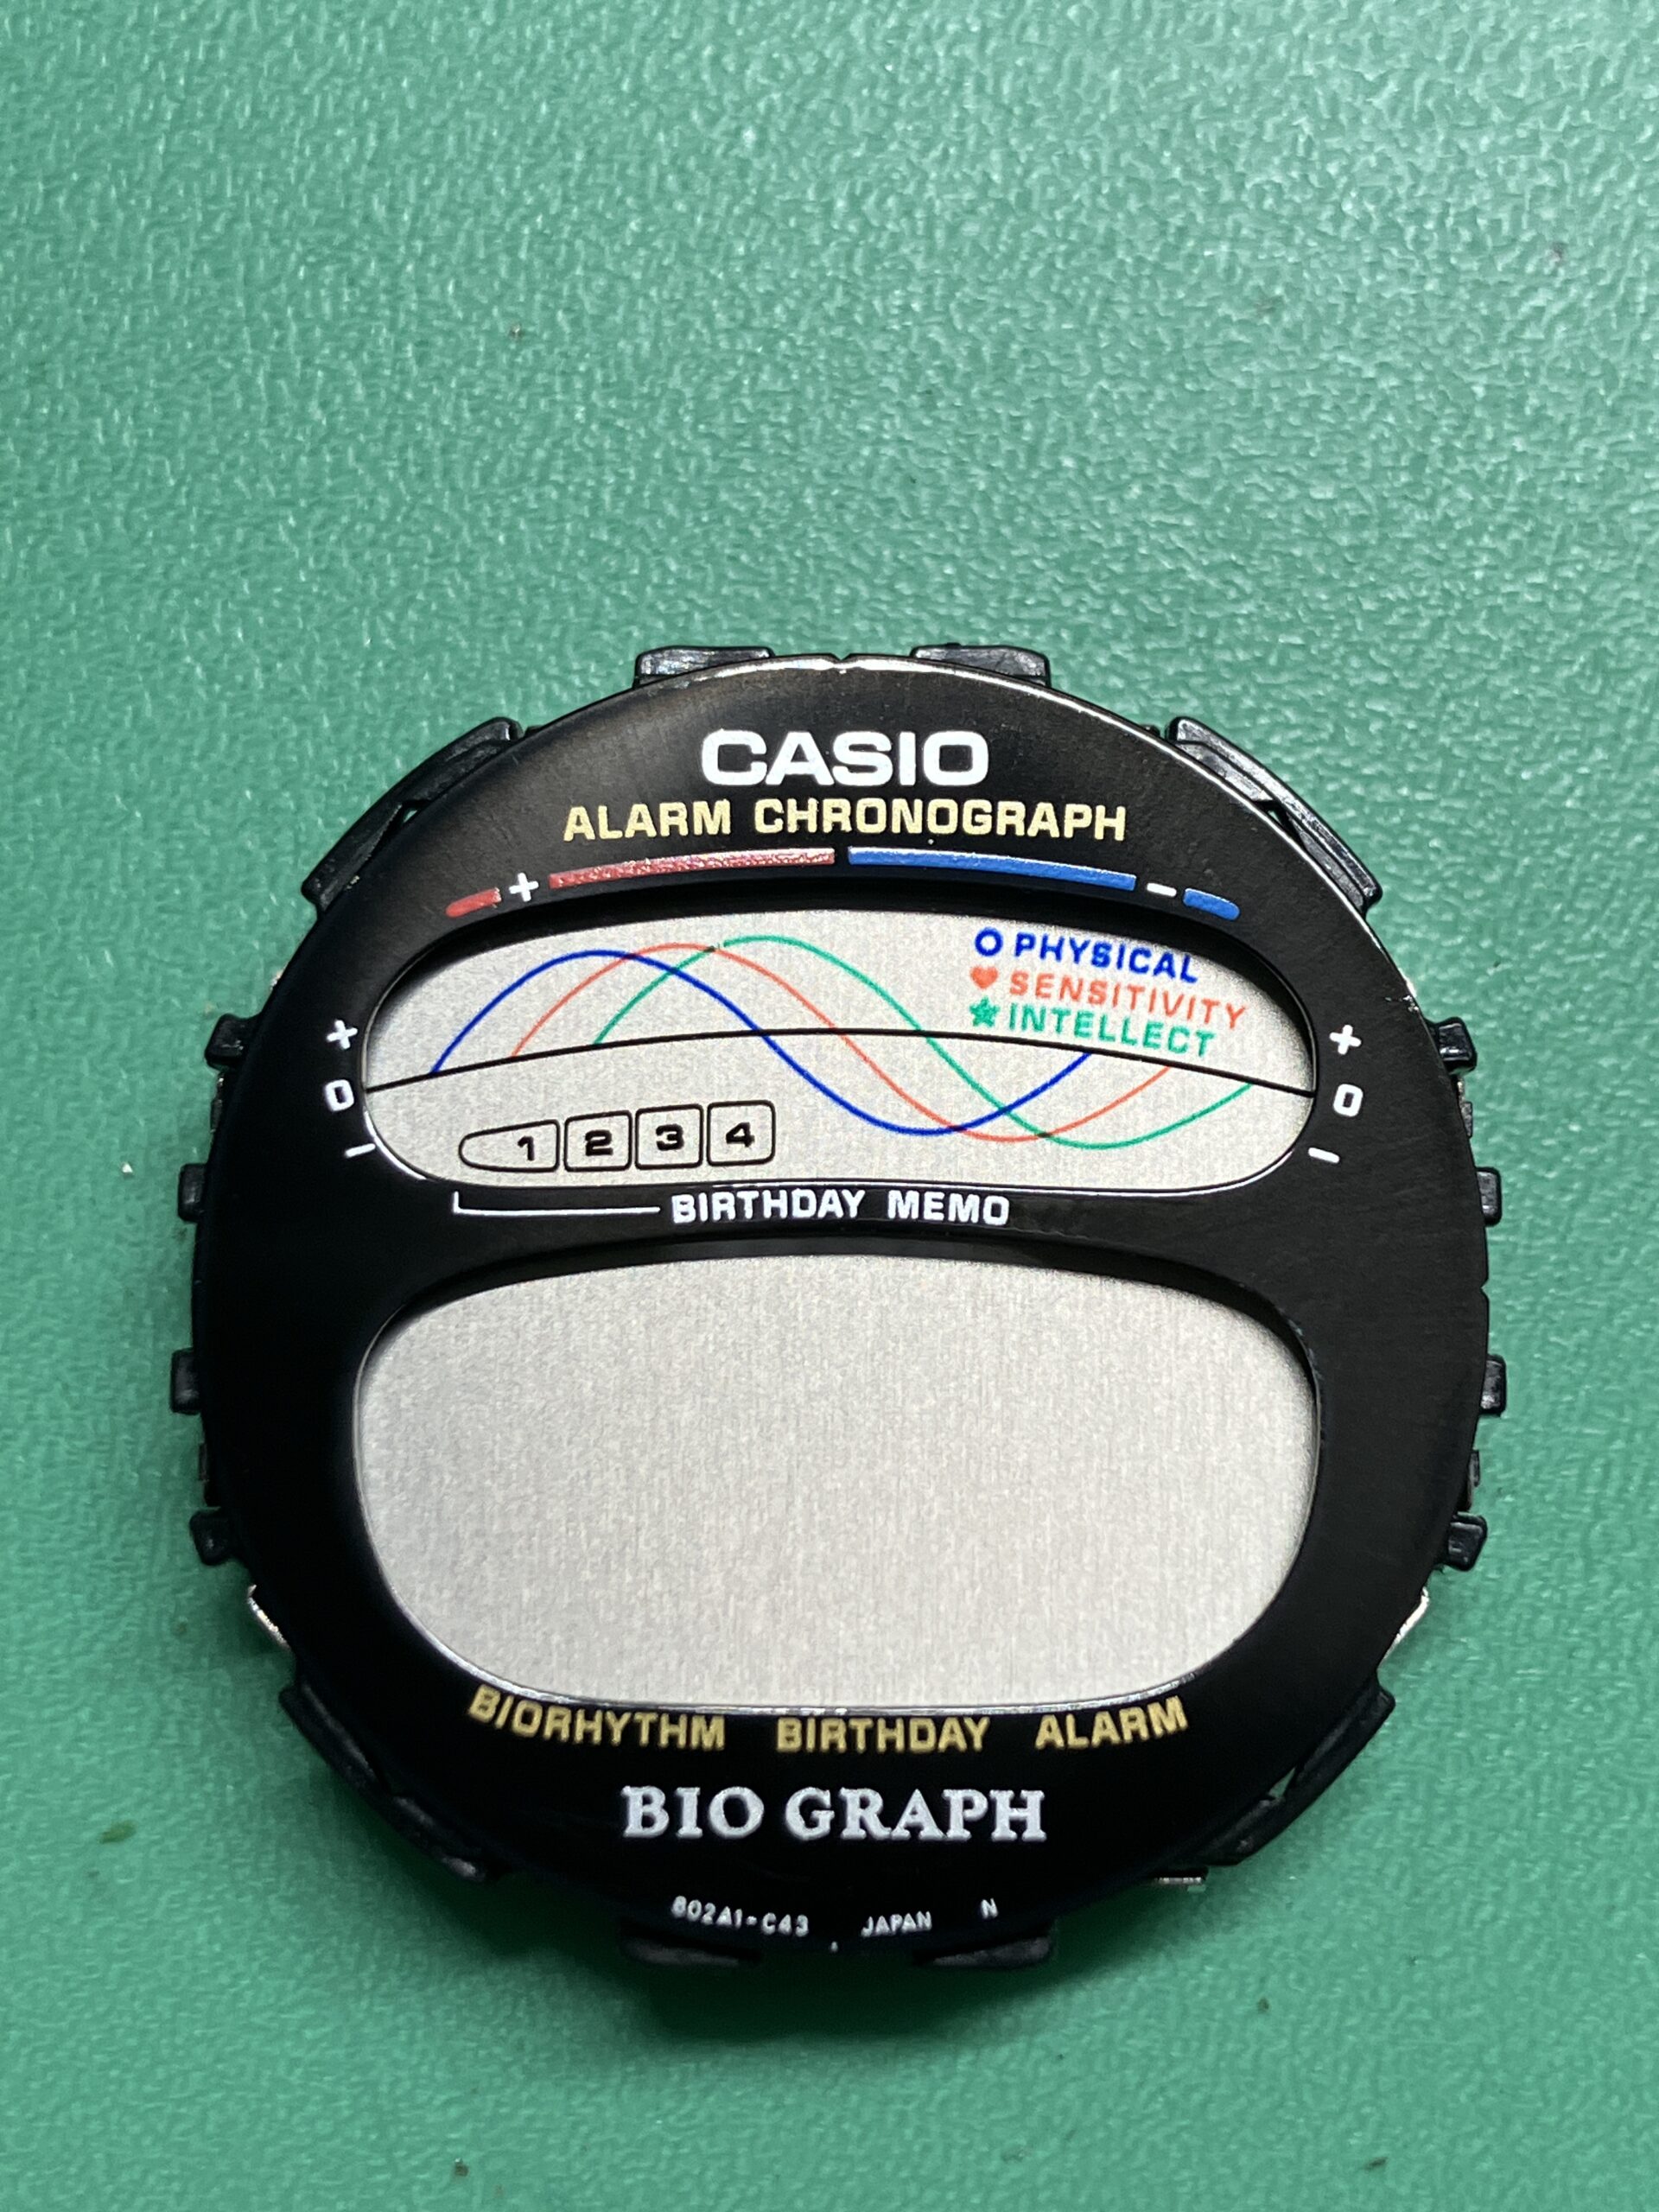 CASIO
ALARM CHRONOGRAPH
+ −
PHYSICAL
SENSITIVITY
INTELLECT
+ +
0 0
− −
1 2 3 4
BIRTHDAY MEMO
BIORHYTHM BIRTHDAY ALARM
BIO GRAPH
802A1-C43 JAPAN N